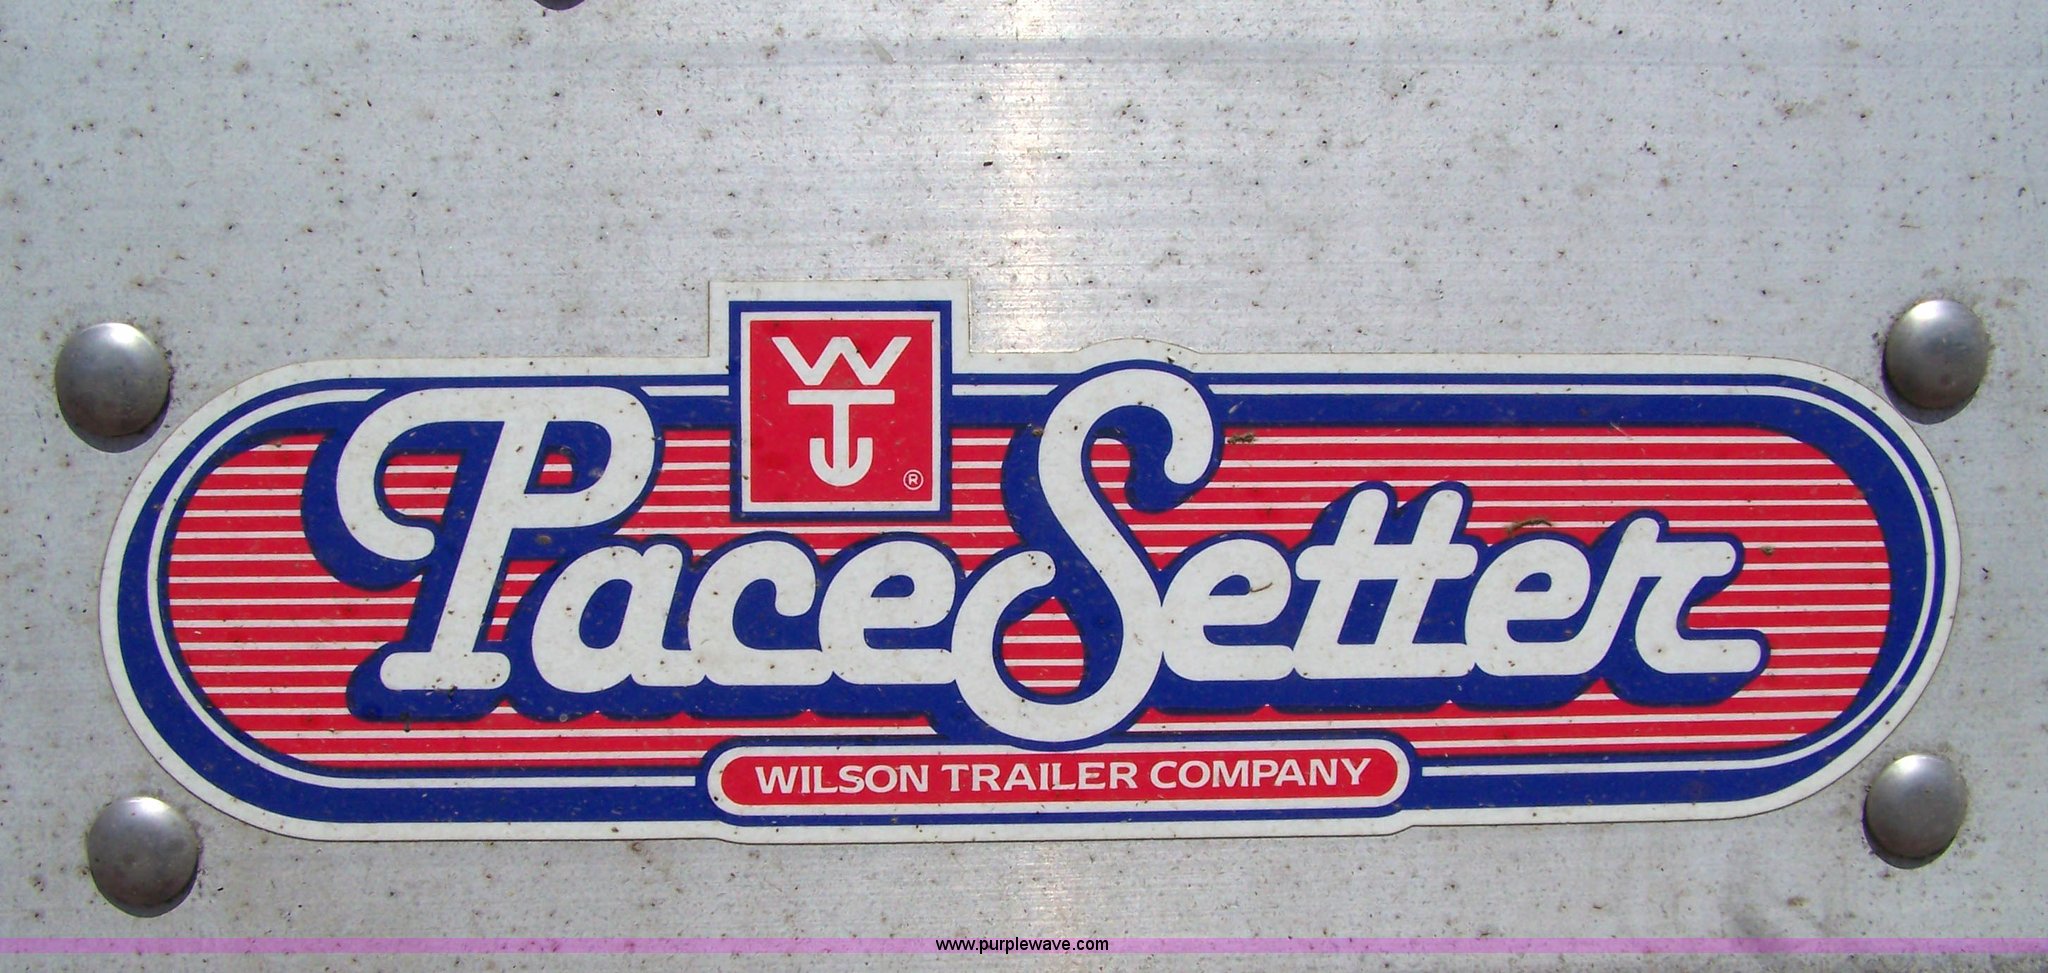 WT
®
PaceSetter
WILSON TRAILER COMPANY
www.purplewave.com